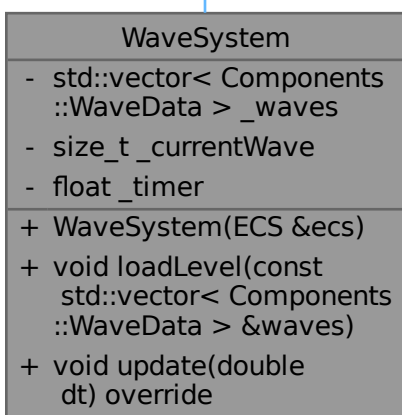 WaveSystem
- std::vector< Components
::WaveData > _waves
- size_t _currentWave
- float _timer
+ WaveSystem(ECS &ecs)
+ void loadLevel(const
std::vector< Components
::WaveData > &waves)
+ void update(double
dt) override